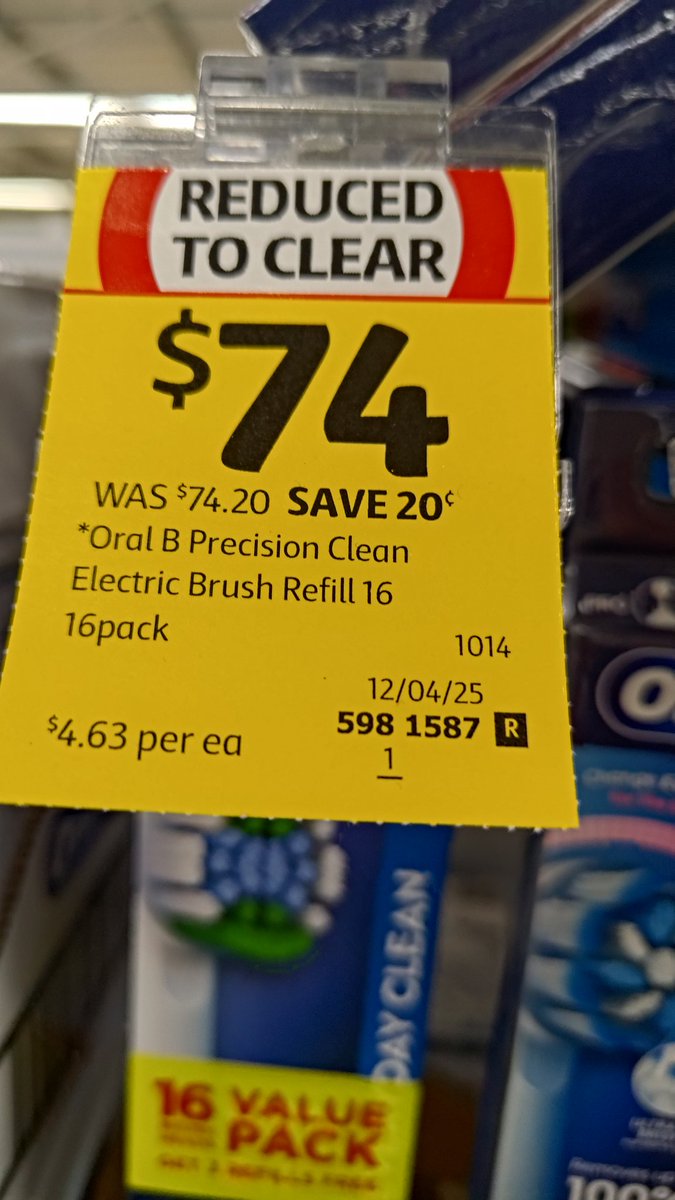 REDUCED
TO CLEAR
$74
WAS $74.20 SAVE 20¢
*Oral B Precision Clean
Electric Brush Refill 16
16pack
1014
12/04/25
$4.63 per ea
598 1587 R
1
DAY CLEAN
16 VALUE
PACK